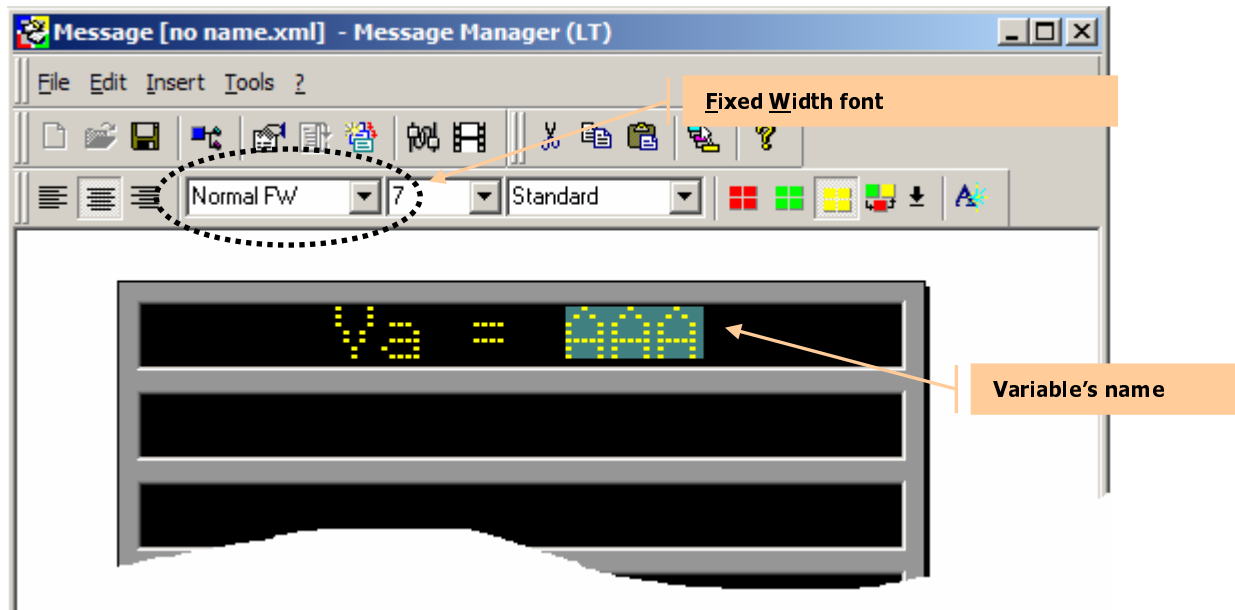 Message [no name.xml] - Message Manager (LT)
File Edit Insert Tools ?
Fixed Width font
Normal FW 7 Standard
Va = AAA
Variable's name